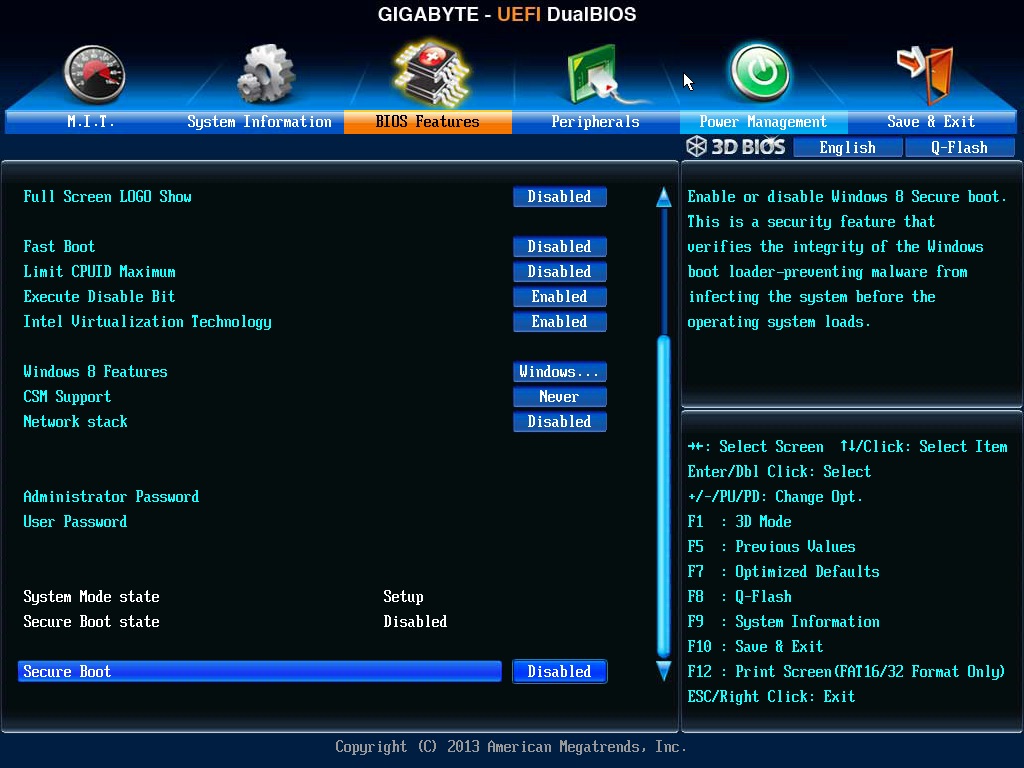 GIGABYTE - UEFI DualBIOS
M.I.T. System Information BIOS Features Peripherals Power Management Save & Exit
3D BIOS English Q-Flash
Full Screen LOGO Show Disabled
Fast Boot Disabled
Limit CPUID Maximum Disabled
Execute Disable Bit Enabled
Intel Virtualization Technology Enabled
Windows 8 Features Windows...
CSM Support Never
Network stack Disabled
Administrator Password
User Password
System Mode state Setup
Secure Boot state Disabled
Secure Boot Disabled
Enable or disable Windows 8 Secure boot.
This is a security feature that
verifies the integrity of the Windows
boot loader-preventing malware from
infecting the system before the
operating system loads.
→←: Select Screen ↑↓/Click: Select Item
Enter/Dbl Click: Select
+/-/PU/PD: Change Opt.
F1 : 3D Mode
F5 : Previous Values
F7 : Optimized Defaults
F8 : Q-Flash
F9 : System Information
F10 : Save & Exit
F12 : Print Screen(FAT16/32 Format Only)
ESC/Right Click: Exit
Copyright (C) 2013 American Megatrends, Inc.